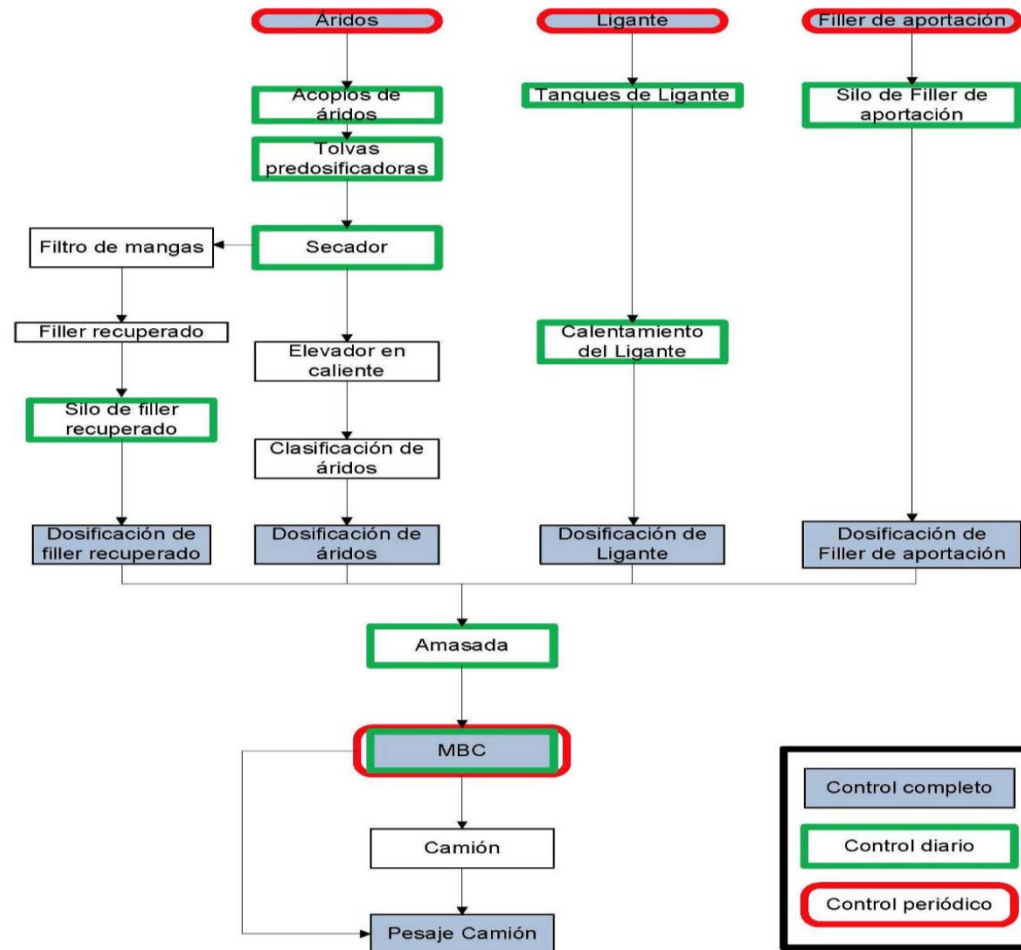 Áridos
Ligante
Filler de aportación
Acopios de
áridos
Tanques de Ligante
Silo de Filler de
aportación
Tolvas
predosificadoras
Filtro de mangas
Secador
Filler recuperado
Calentamiento
del Ligante
Elevador en
caliente
Silo de filler
recuperado
Clasificación de
áridos
Dosificación de
filler recuperado
Dosificación de
áridos
Dosificación de
Ligante
Dosificación de
Filler de aportación
Amasada
MBC
Camión
Pesaje Camión
Control completo
Control diario
Control periódico